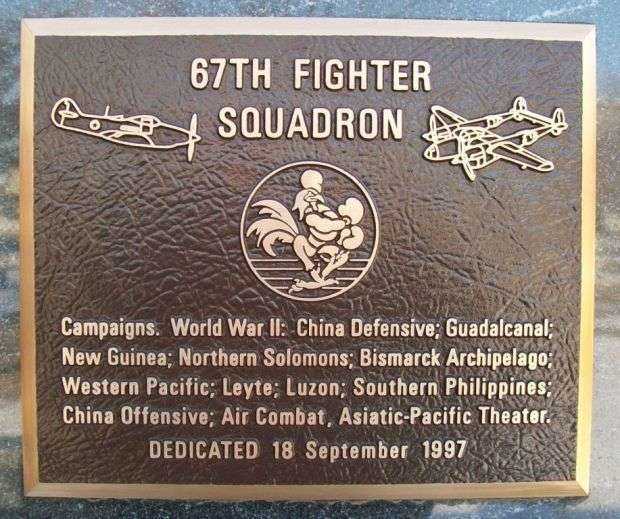 67TH FIGHTER
SQUADRON
Campaigns. World War II: China Defensive; Guadalcanal;
New Guinea; Northern Solomons; Bismarck Archipelago;
Western Pacific; Leyte; Luzon; Southern Philippines;
China Offensive; Air Combat, Asiatic-Pacific Theater.
DEDICATED 18 September 1997